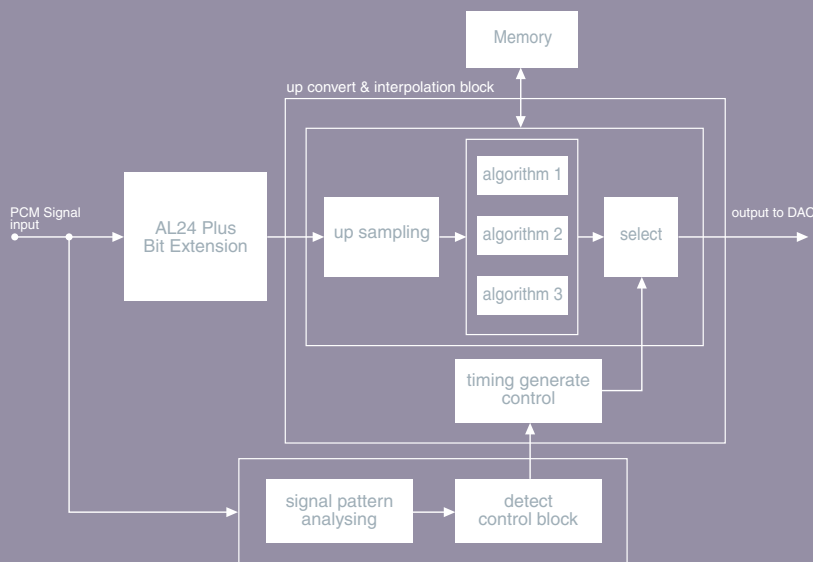 Memory
up convert & interpolation block
algorithm 1
PCM Signal
input
AL24 Plus
Bit Extension
up sampling
algorithm 2
select
output to DAC
algorithm 3
timing generate
control
signal pattern
analysing
detect
control block